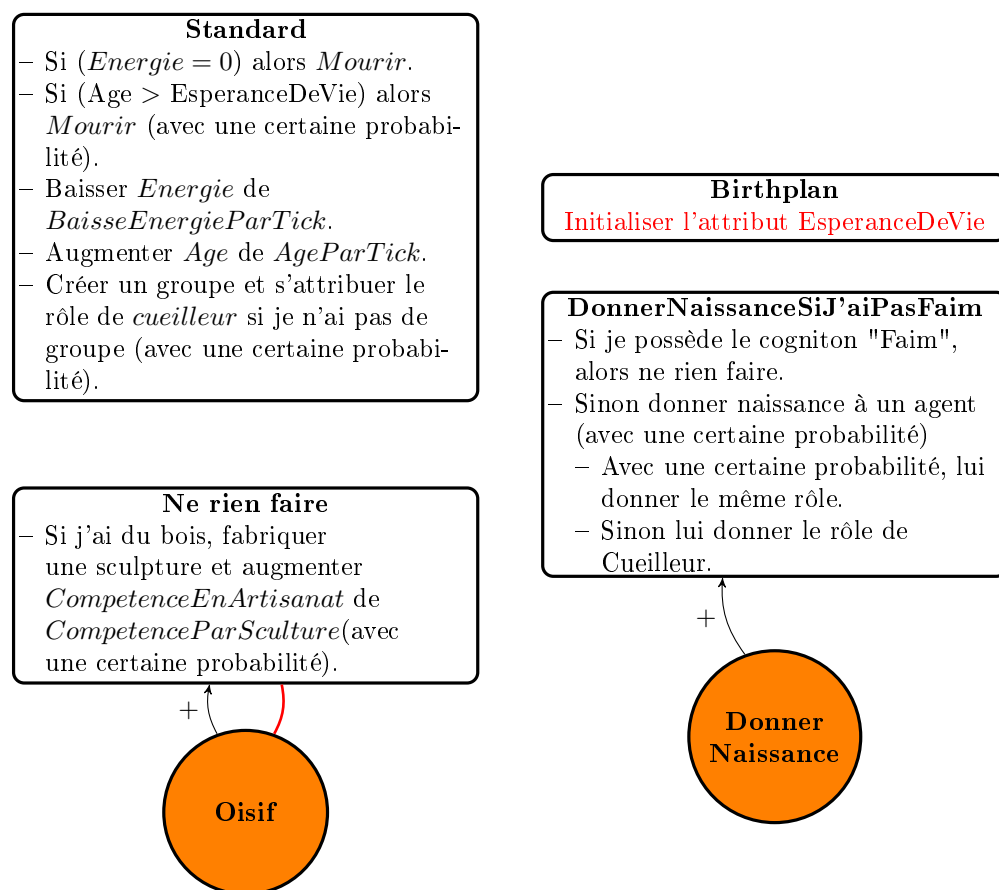 Standard
– Si (Energie = 0) alors Mourir.
– Si (Age > EsperanceDeVie) alors
Mourir (avec une certaine probabi-
lité).
– Baisser Energie de
BaisseEnergieParTick.
– Augmenter Age de AgeParTick.
– Créer un groupe et s'attribuer le
rôle de cueilleur si je n'ai pas de
groupe (avec une certaine probabi-
lité).
Birthplan
Initialiser l'attribut EsperanceDeVie
DonnerNaissanceSiJ'aiPasFaim
– Si je possède le cogniton "Faim",
alors ne rien faire.
– Sinon donner naissance à un agent
(avec une certaine probabilité)
– Avec une certaine probabilité, lui
donner le même rôle.
– Sinon lui donner le rôle de
Cueilleur.
Ne rien faire
– Si j'ai du bois, fabriquer
une sculpture et augmenter
CompetenceEnArtisanat de
CompetenceParSculture(avec
une certaine probabilité).
+
Oisif
+
Donner
Naissance